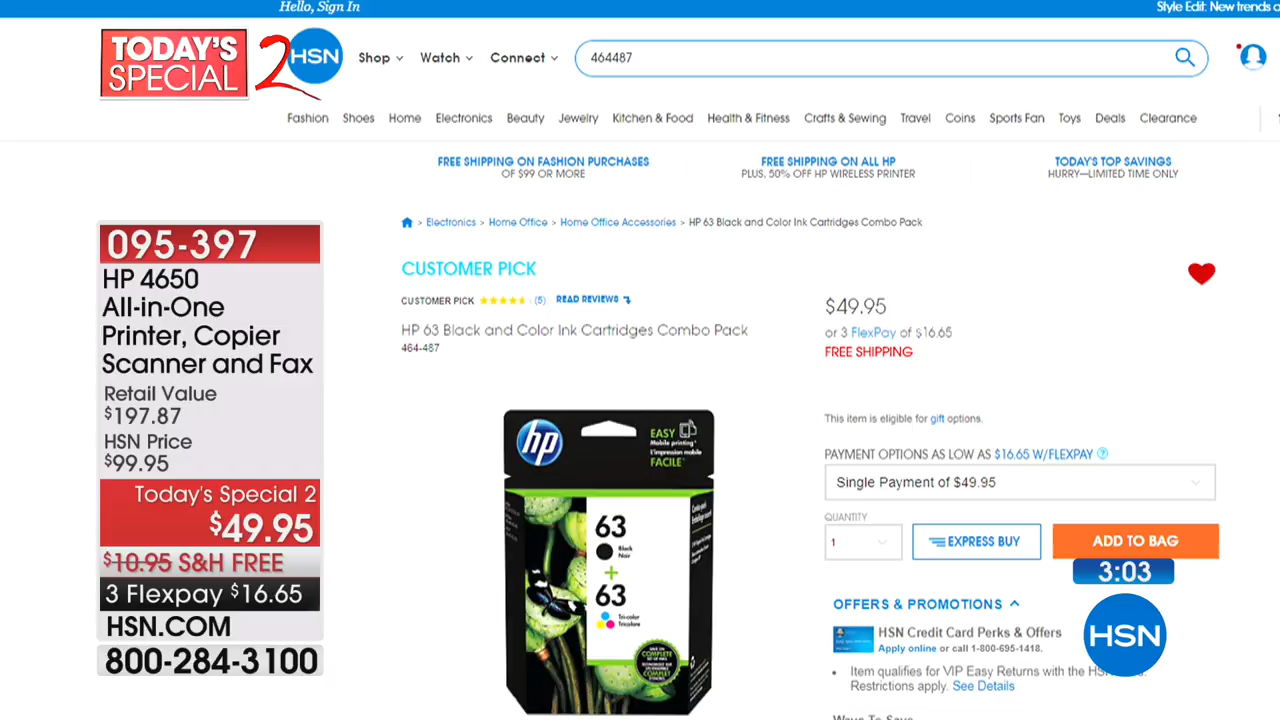 Hello, Sign In
Style Edit: New trends
TODAY'S
SPECIAL
2
HSN
Shop
Watch
Connect
464487
Fashion
Shoes
Home
Electronics
Beauty
Jewelry
Kitchen & Food
Health & Fitness
Crafts & Sewing
Travel
Coins
Sports Fan
Toys
Deals
Clearance
FREE SHIPPING ON FASHION PURCHASES
OF $99 OR MORE
FREE SHIPPING ON ALL HP
PLUS, 50% OFF HP WIRELESS PRINTER
TODAY'S TOP SAVINGS
HURRY—LIMITED TIME ONLY
095-397
HP 4650
All-in-One
Printer, Copier
Scanner and Fax
Retail Value
$197.87
HSN Price
$99.95
Today's Special 2
$49.95
$10.95 S&H FREE
3 Flexpay $16.65
HSN.COM
800-284-3100
> Electronics > Home Office > Home Office Accessories > HP 63 Black and Color Ink Cartridges Combo Pack
CUSTOMER PICK
CUSTOMER PICK (5) READ REVIEWS
HP 63 Black and Color Ink Cartridges Combo Pack
464-487
hp
EASY
Mobile printing
L'impression mobile
FACILE
63
Black
Noir
+
63
Tri-color
Tricolore
COMPLETE
COMPLET
$49.95
or 3 FlexPay of $16.65
FREE SHIPPING
This item is eligible for gift options.
PAYMENT OPTIONS AS LOW AS $16.65 W/FLEXPAY ?
Single Payment of $49.95
QUANTITY
1
EXPRESS BUY
ADD TO BAG
3:03
OFFERS & PROMOTIONS
HSN Credit Card Perks & Offers
Apply online or call 1-800-695-1418.
HSN
• Item qualifies for VIP Easy Returns with the
Restrictions apply. See Details
Ways To Save